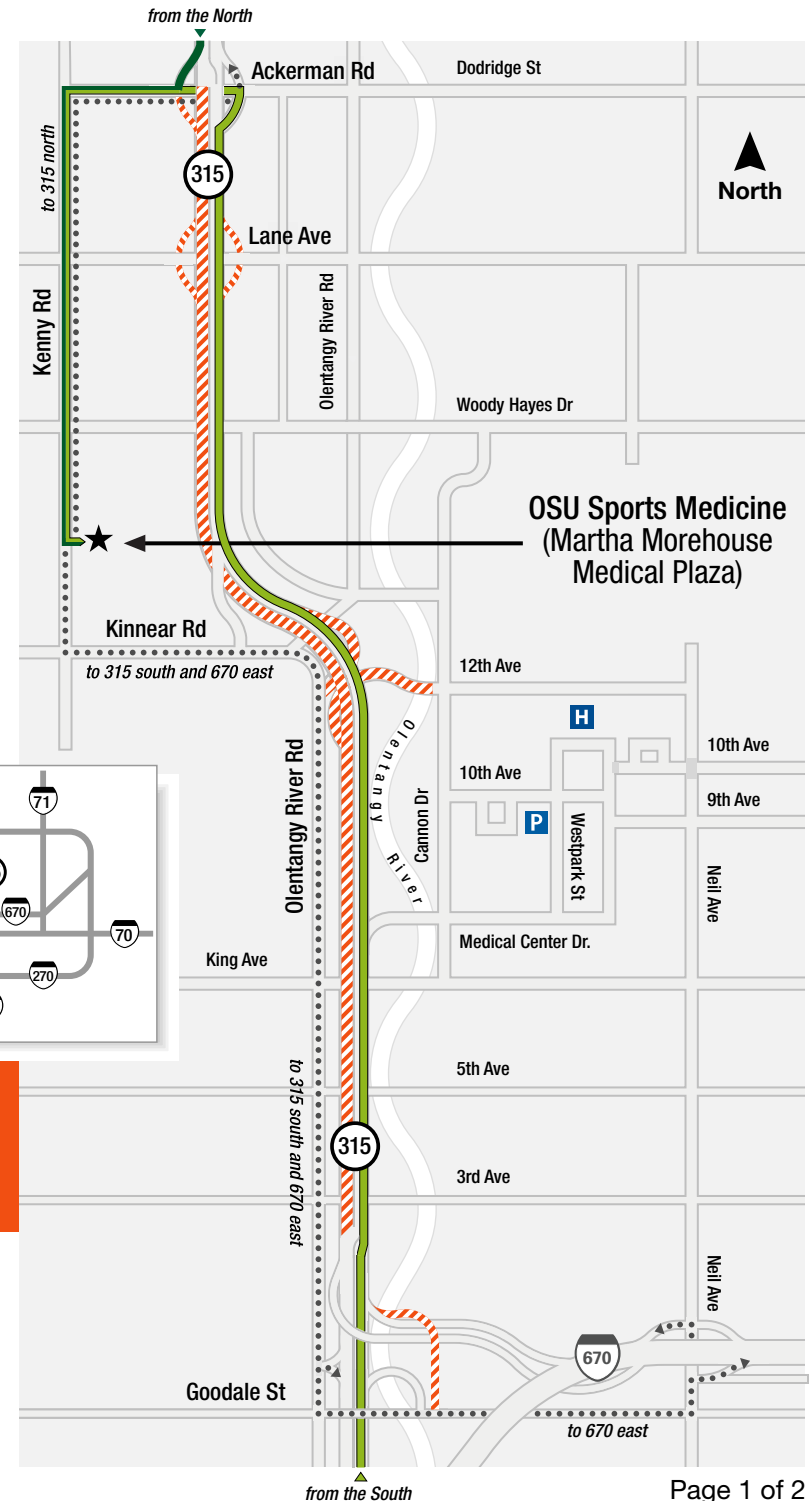 from the North
Ackerman Rd
Dodridge St
to 315 north
315
North
Lane Ave
Kenny Rd
Olentangy River Rd
Woody Hayes Dr
OSU Sports Medicine
(Martha Morehouse
Medical Plaza)
Kinnear Rd
to 315 south and 670 east
12th Ave
H
10th Ave
10th Ave
9th Ave
P
Olentangy River
Cannon Dr
Westpark St
Neil Ave
Olentangy River Rd
Medical Center Dr.
King Ave
71
670
70
270
5th Ave
to 315 south and 670 east
315
3rd Ave
Neil Ave
670
Goodale St
to 670 east
from the South
Page 1 of 2